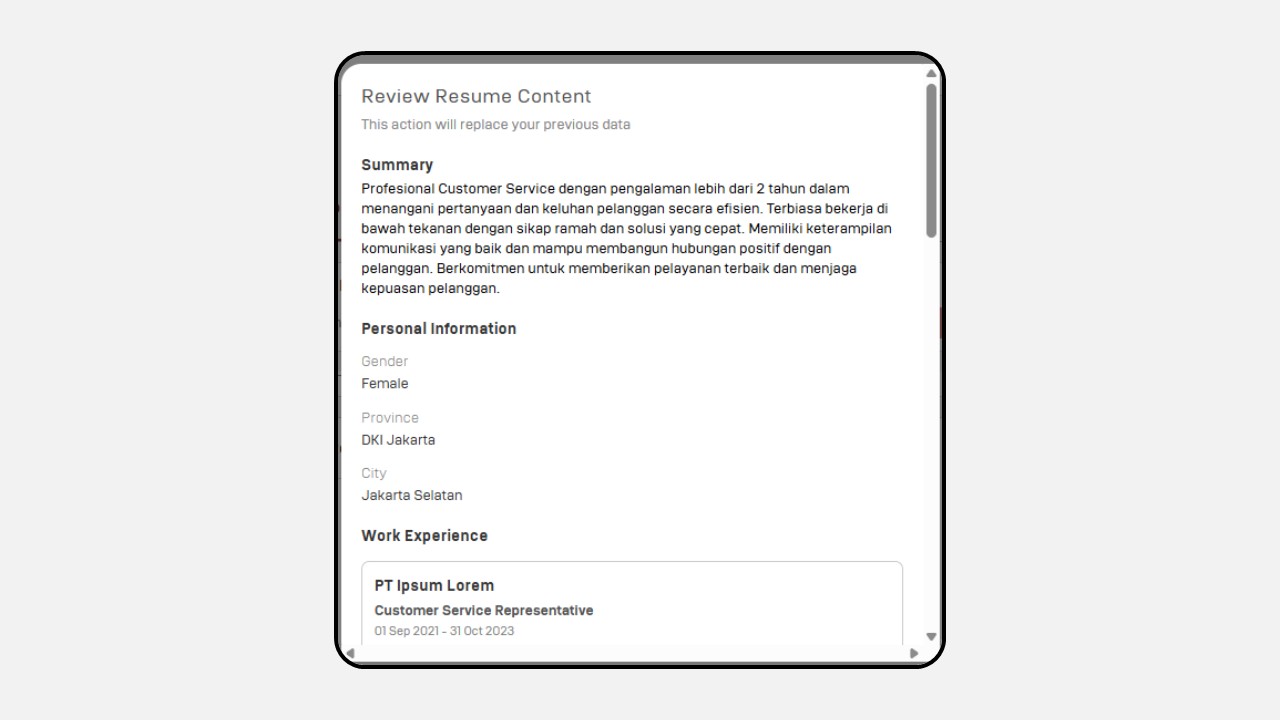 Review Resume Content
This action will replace your previous data
Summary
Profesional Customer Service dengan pengalaman lebih dari 2 tahun dalam
menangani pertanyaan dan keluhan pelanggan secara efisien. Terbiasa bekerja di
bawah tekanan dengan sikap ramah dan solusi yang cepat. Memiliki keterampilan
komunikasi yang baik dan mampu membangun hubungan positif dengan
pelanggan. Berkomitmen untuk memberikan pelayanan terbaik dan menjaga
kepuasan pelanggan.
Personal Information
Gender
Female
Province
DKI Jakarta
City
Jakarta Selatan
Work Experience
PT Ipsum Lorem
Customer Service Representative
01 Sep 2021 - 31 Oct 2023